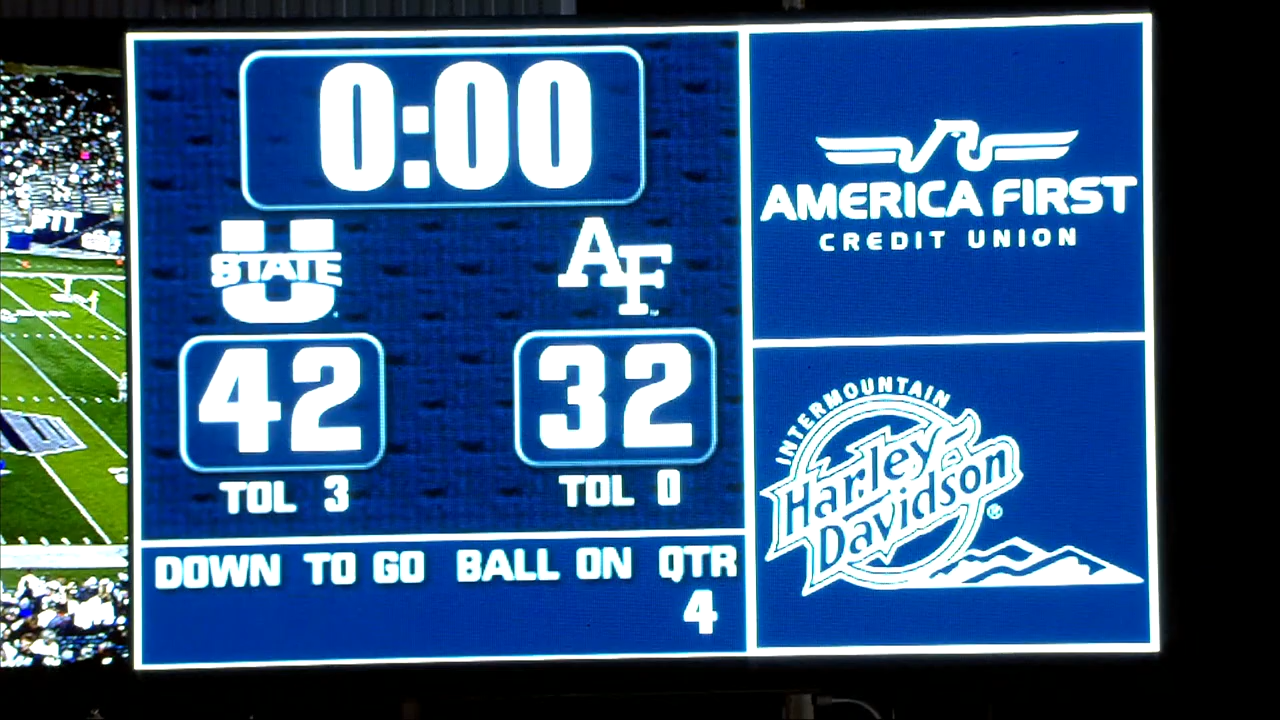 0:00
U STATE
AF
42
32
TOL 3
TOL 0
DOWN TO GO BALL ON QTR
4
AMERICA FIRST
CREDIT UNION
INTERMOUNTAIN
Harley
Davidson
®